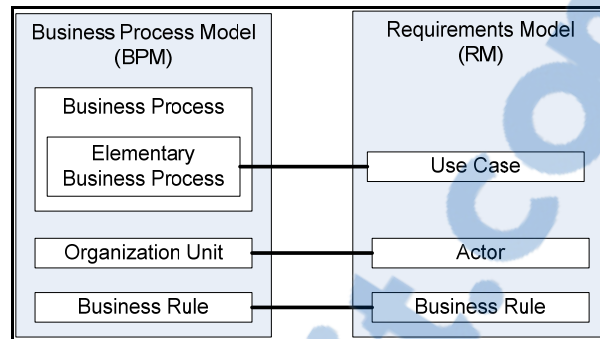 Business Process Model
(BPM)
Business Process
Elementary
Business Process
Organization Unit
Business Rule
Requirements Model
(RM)
Use Case
Actor
Business Rule